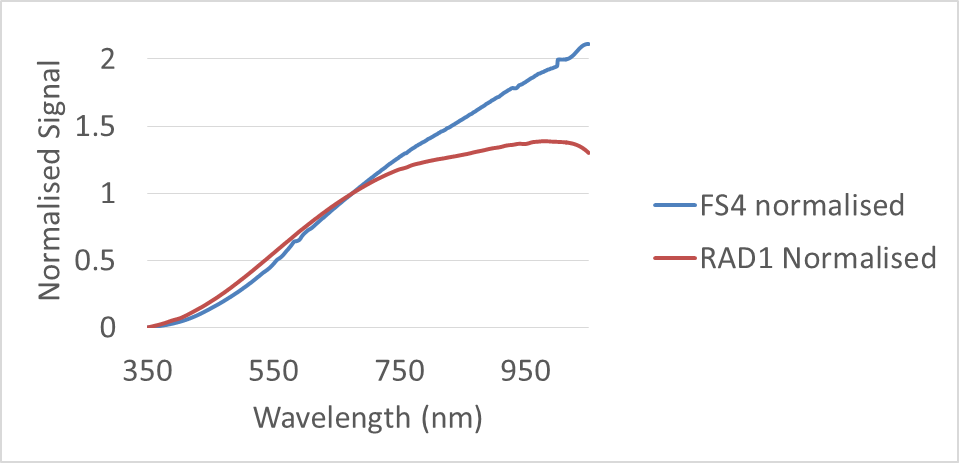 2
1.5
1
0.5
0
Normalised Signal
350 550 750 950
Wavelength (nm)
FS4 normalised
RAD1 Normalised